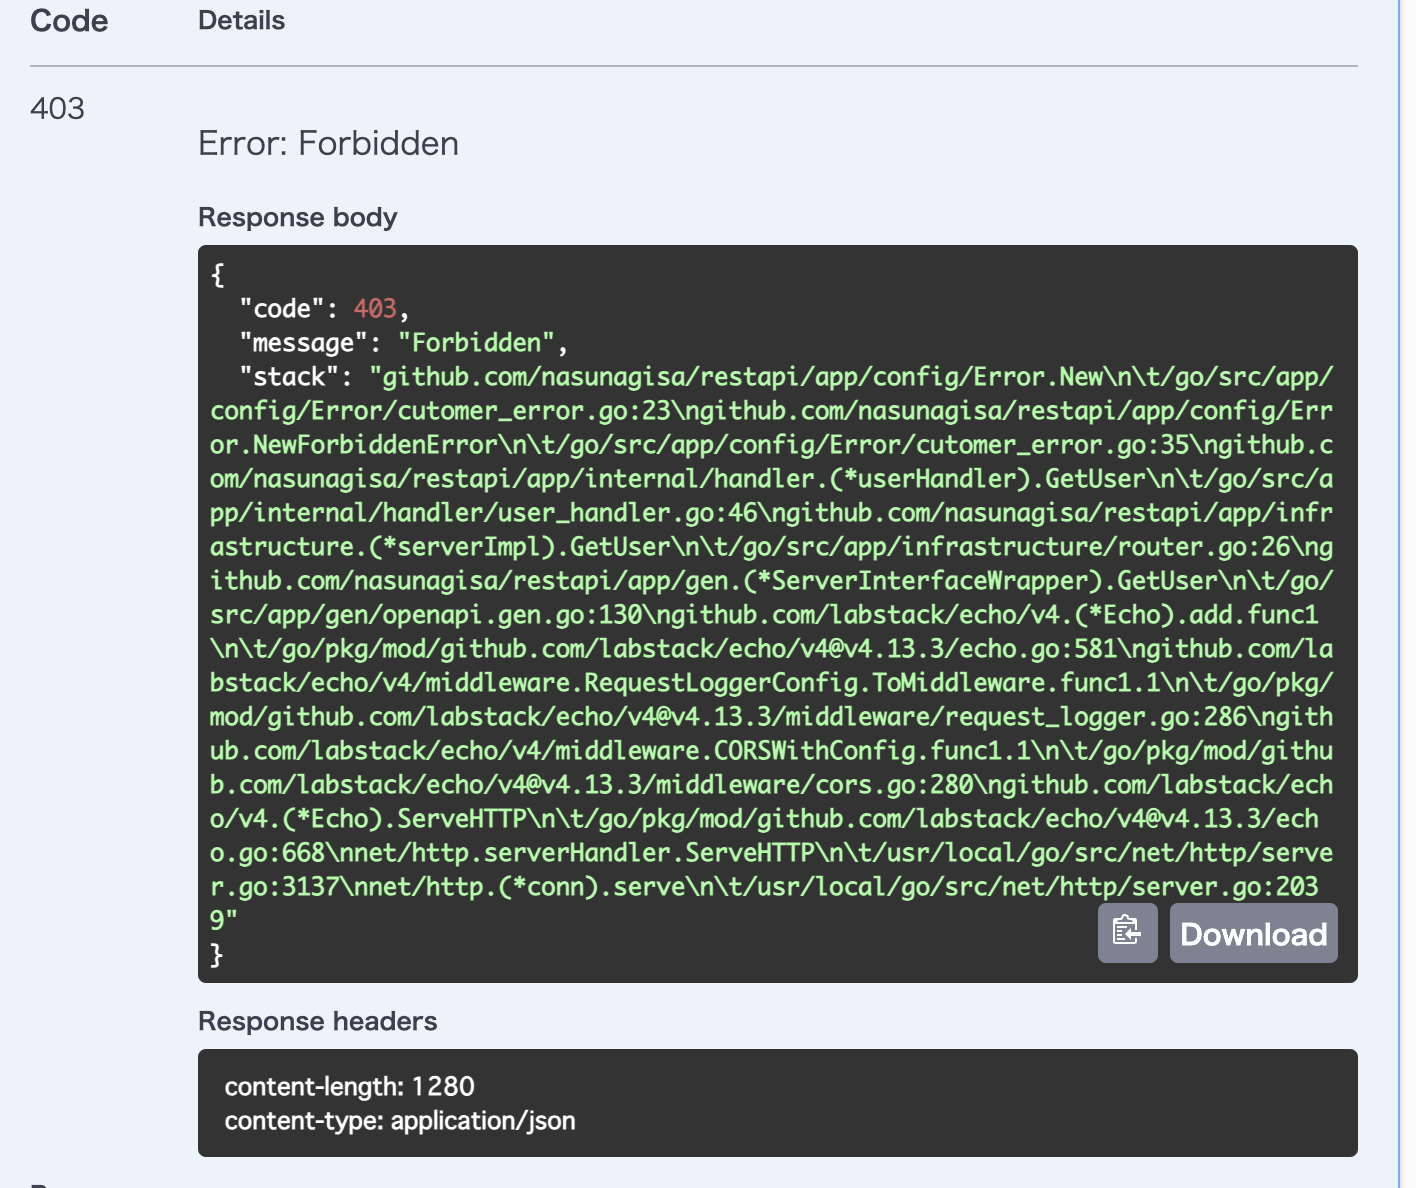 Code Details
403
Error: Forbidden
Response body
{
  "code": 403,
  "message": "Forbidden",
  "stack": "github.com/nasunagisa/restapi/app/config/Error.New\n\t/go/src/app/
config/Error/cutomer_error.go:23\ngithub.com/nasunagisa/restapi/app/config/Err
or.NewForbiddenError\n\t/go/src/app/config/Error/cutomer_error.go:35\ngithub.c
om/nasunagisa/restapi/app/internal/handler.(*userHandler).GetUser\n\t/go/src/a
pp/internal/handler/user_handler.go:46\ngithub.com/nasunagisa/restapi/app/infr
astructure.(*serverImpl).GetUser\n\t/go/src/app/infrastructure/router.go:26\ng
ithub.com/nasunagisa/restapi/app/gen.(*ServerInterfaceWrapper).GetUser\n\t/go/
src/app/gen/openapi.gen.go:130\ngithub.com/labstack/echo/v4.(*Echo).add.func1
\n\t/go/pkg/mod/github.com/labstack/echo/v4@v4.13.3/echo.go:581\ngithub.com/la
bstack/echo/v4/middleware.RequestLoggerConfig.ToMiddleware.func1.1\n\t/go/pkg/
mod/github.com/labstack/echo/v4@v4.13.3/middleware/request_logger.go:286\ngith
ub.com/labstack/echo/v4/middleware.CORSWithConfig.func1.1\n\t/go/pkg/mod/githu
b.com/labstack/echo/v4@v4.13.3/middleware/cors.go:280\ngithub.com/labstack/ech
o/v4.(*Echo).ServeHTTP\n\t/go/pkg/mod/github.com/labstack/echo/v4@v4.13.3/ech
o.go:668\nnet/http.serverHandler.ServeHTTP\n\t/usr/local/go/src/net/http/serve
r.go:3137\nnet/http.(*conn).serve\n\t/usr/local/go/src/net/http/server.go:203
9"
}
Download
Response headers
content-length: 1280
content-type: application/json